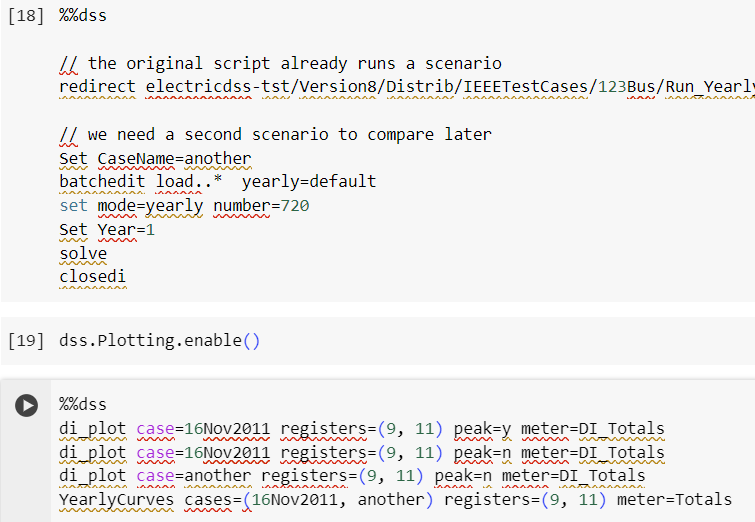 [18] %%dss
// the original script already runs a scenario
redirect electricdss-tst/Version8/Distrib/IEEETestCases/123Bus/Run_Yearly
// we need a second scenario to compare later
Set CaseName=another
batchedit load..*  yearly=default
set mode=yearly number=720
Set Year=1
solve
closedi
[19] dss.Plotting.enable()
%%dss
di_plot case=16Nov2011 registers=(9, 11) peak=y meter=DI_Totals
di_plot case=16Nov2011 registers=(9, 11) peak=n meter=DI_Totals
di_plot case=another registers=(9, 11) peak=n meter=DI_Totals
YearlyCurves cases=(16Nov2011, another) registers=(9, 11) meter=Totals